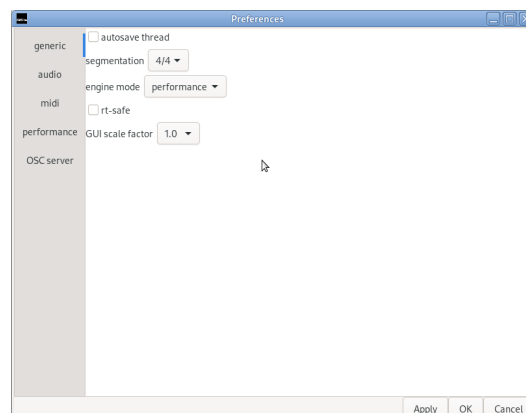 Preferences
generic
audio
midi
performance
OSC server
autosave thread
segmentation 4/4
engine mode performance
rt-safe
GUI scale factor 1.0
Apply OK Cancel